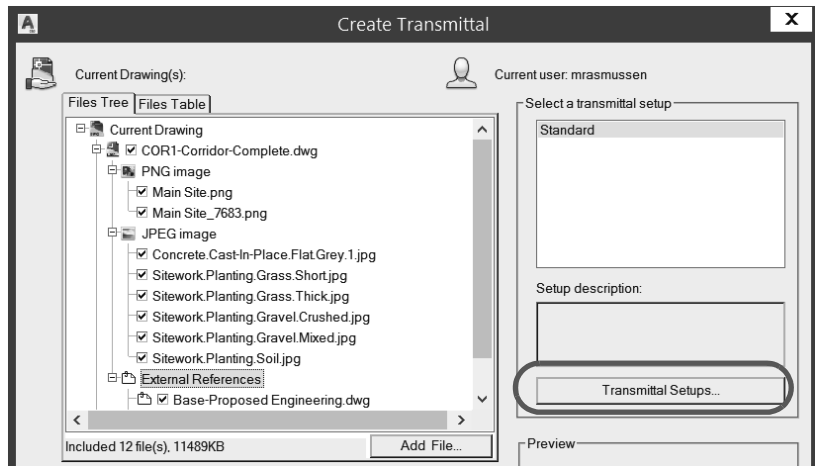 Create Transmittal
X
Current Drawing(s):
Current user: mrasmussen
Files Tree
Files Table
Select a transmittal setup
Current Drawing
Standard
COR1-Corridor-Complete.dwg
PNG image
Main Site.png
Main Site_7683.png
JPEG image
Concrete.Cast-In-Place.Flat.Grey.1.jpg
Sitework.Planting.Grass.Short.jpg
Sitework.Planting.Grass.Thick.jpg
Setup description:
Sitework.Planting.Gravel.Crushed.jpg
Sitework.Planting.Gravel.Mixed.jpg
Sitework.Planting.Soil.jpg
External References
Transmittal Setups...
Base-Proposed Engineering.dwg
Included 12 file(s), 11489KB
Add File...
Preview